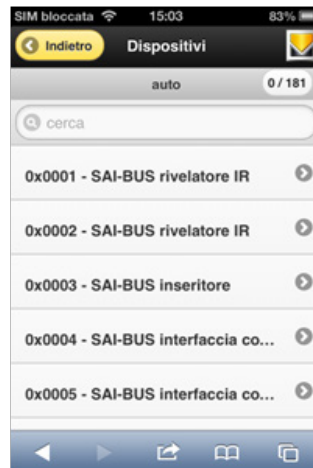 SIM bloccata 15:03 83%
Indietro Dispositivi
auto 0 / 181
cerca
0x0001 - SAI-BUS rivelatore IR
0x0002 - SAI-BUS rivelatore IR
0x0003 - SAI-BUS inseritore
0x0004 - SAI-BUS interfaccia co...
0x0005 - SAI-BUS interfaccia co...